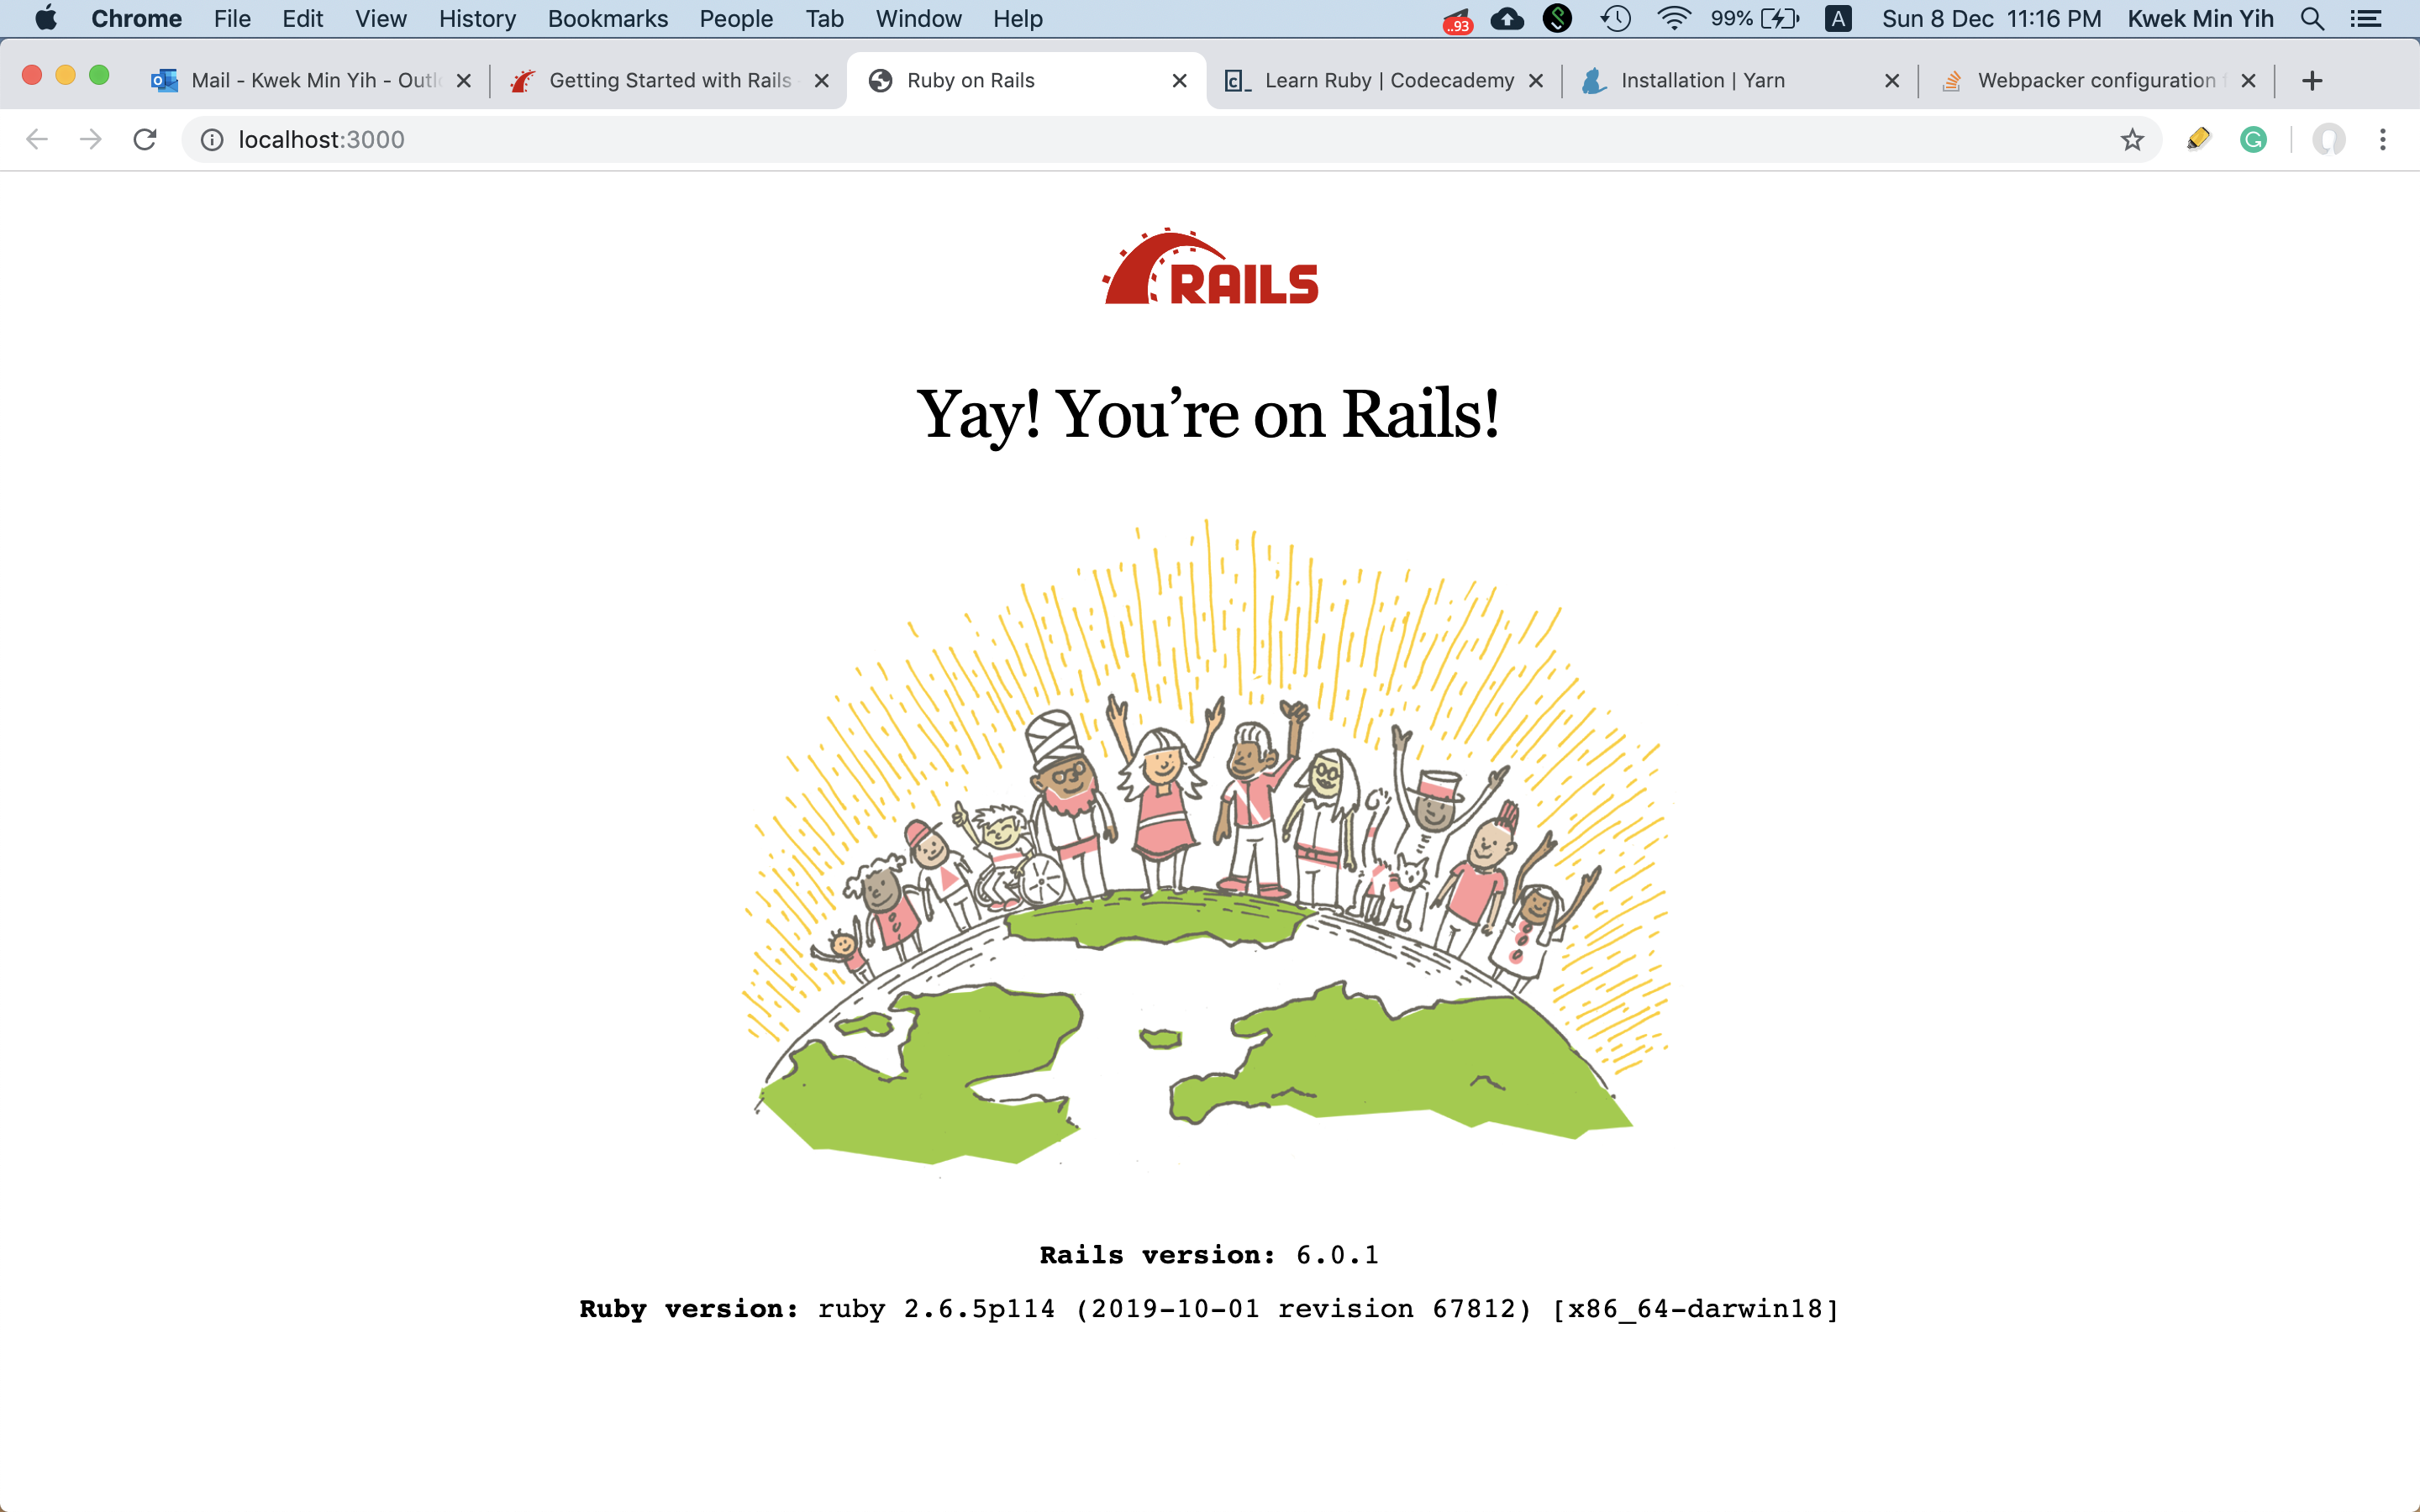 Chrome File Edit View History Bookmarks People Tab Window Help ..93 99% A Sun 8 Dec 11:16 PM Kwek Min Yih
Mail - Kwek Min Yih - Outl Getting Started with Rails Ruby on Rails Learn Ruby | Codecademy Installation | Yarn Webpacker configuration
localhost:3000
RAILS
Yay! You’re on Rails!
Rails version: 6.0.1
Ruby version: ruby 2.6.5p114 (2019-10-01 revision 67812) [x86_64-darwin18]